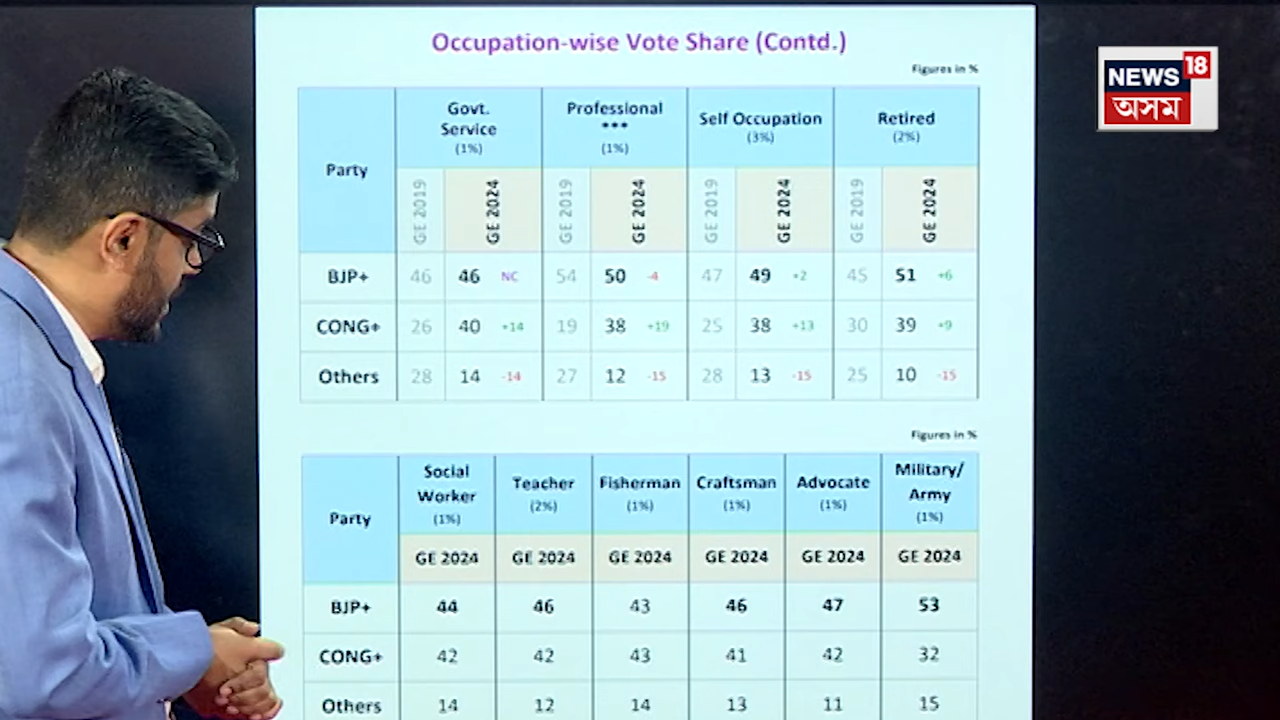 Occupation-wise Vote Share (Contd.)
Figures in %
Party
Govt. Service (1%)
Professional *** (1%)
Self Occupation (3%)
Retired (2%)
GE 2019 GE 2024 GE 2019 GE 2024 GE 2019 GE 2024 GE 2019 GE 2024
BJP+ 46 46 NC 54 50 -4 47 49 +2 45 51 +6
CONG+ 26 40 +14 19 38 +19 25 38 +13 30 39 +9
Others 28 14 -14 27 12 -15 28 13 -15 25 10 -15
Figures in %
Party
Social Worker (1%)
Teacher (2%)
Fisherman (1%)
Craftsman (1%)
Advocate (1%)
Military/ Army (1%)
GE 2024 GE 2024 GE 2024 GE 2024 GE 2024 GE 2024
BJP+ 44 46 43 46 47 53
CONG+ 42 42 43 41 42 32
Others 14 12 14 13 11 15
NEWS 18
অসম